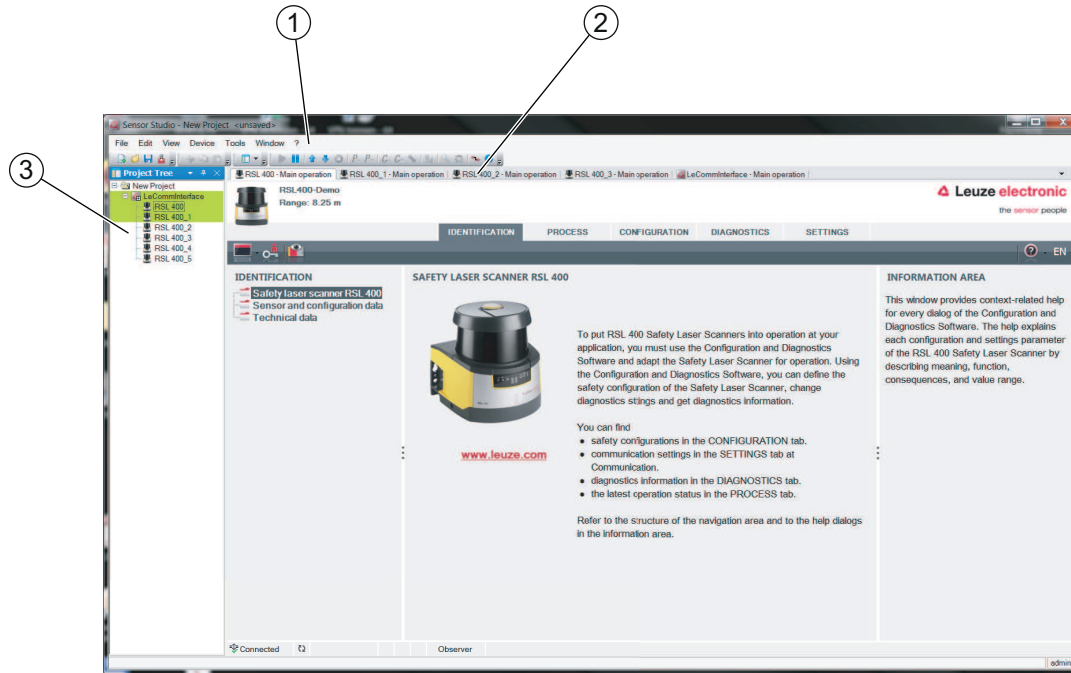 1
2
3
Sensor Studio - New Project <unsaved>
File Edit View Device Tools Window ?
Project Tree
New Project
LeCommInterface
RSL 400
RSL 400_1
RSL 400_2
RSL 400_3
RSL 400_4
RSL 400_5
RSL 400 - Main operation RSL 400_1 - Main operation RSL 400_2 - Main operation RSL 400_3 - Main operation LeCommInterface - Main operation
RSL400-Demo
Range: 8.25 m
Leuze electronic
the sensor people
IDENTIFICATION PROCESS CONFIGURATION DIAGNOSTICS SETTINGS
EN
IDENTIFICATION
Safety laser scanner RSL 400
Sensor and configuration data
Technical data
SAFETY LASER SCANNER RSL 400
www.leuze.com
To put RSL 400 Safety Laser Scanners into operation at your
application, you must use the Configuration and Diagnostics
Software and adapt the Safety Laser Scanner for operation. Using
the Configuration and Diagnostics Software, you can define the
safety configuration of the Safety Laser Scanner, change
diagnostics sttings and get diagnostics information.
You can find
• safety configurations in the CONFIGURATION tab.
• communication settings in the SETTINGS tab at
Communication.
• diagnostics information in the DIAGNOSTICS tab.
• the latest operation status in the PROCESS tab.
Refer to the structure of the navigation area and to the help dialogs
in the information area.
INFORMATION AREA
This window provides context-related help
for every dialog of the Configuration and
Diagnostics Software. The help explains
each configuration and settings parameter
of the RSL 400 Safety Laser Scanner by
describing meaning, function,
consequences, and value range.
Connected Observer
admin